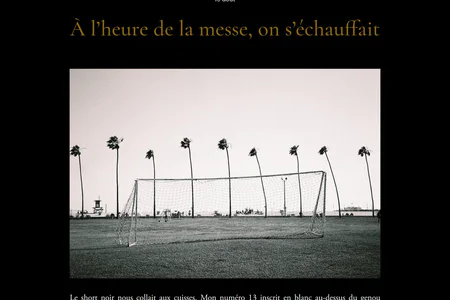 À l'heure de la messe, on s'échauffait
Le short noir nous collait aux cuisses. Mon numéro 13 inscrit en blanc au-dessus du genou